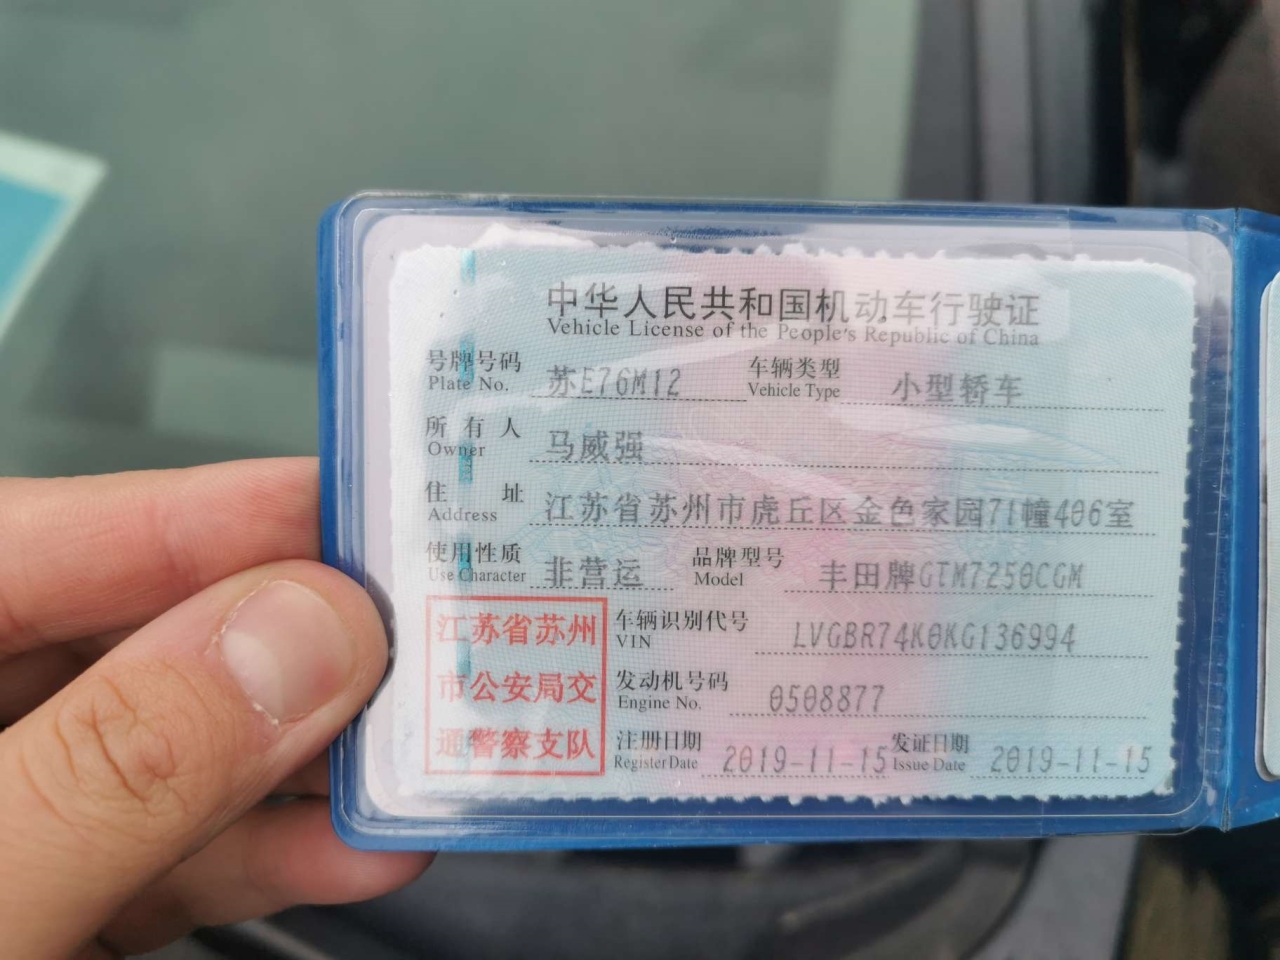 中华人民共和国机动车行驶证
Vehicle License of the People's Republic of China
号牌号码 苏E76M12 车辆类型 小型轿车
Plate No. Vehicle Type
所有人 马威强
Owner
住址 江苏省苏州市虎丘区金色家园71幢406室
Address
使用性质 非营运 品牌型号 丰田牌GTM7250CGM
Use Character Model
江苏省苏州
市公安局交
通警察支队
车辆识别代号 LVGBR74K0KG136994
VIN
发动机号码 0508877
Engine No.
注册日期 2019-11-15 发证日期 2019-11-15
Register Date Issue Date